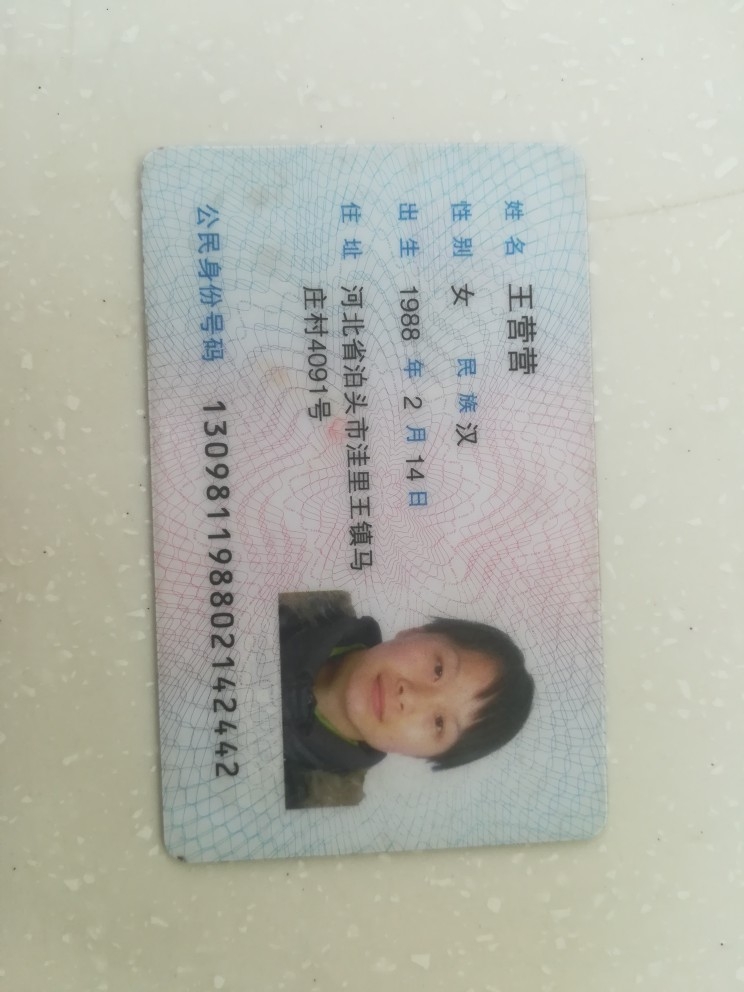 姓名 王营营
性别 女 民族 汉
出生 1988 年 2 月 14 日
住址 河北省泊头市洼里王镇马
庄村4091号
公民身份号码 130981198802142442